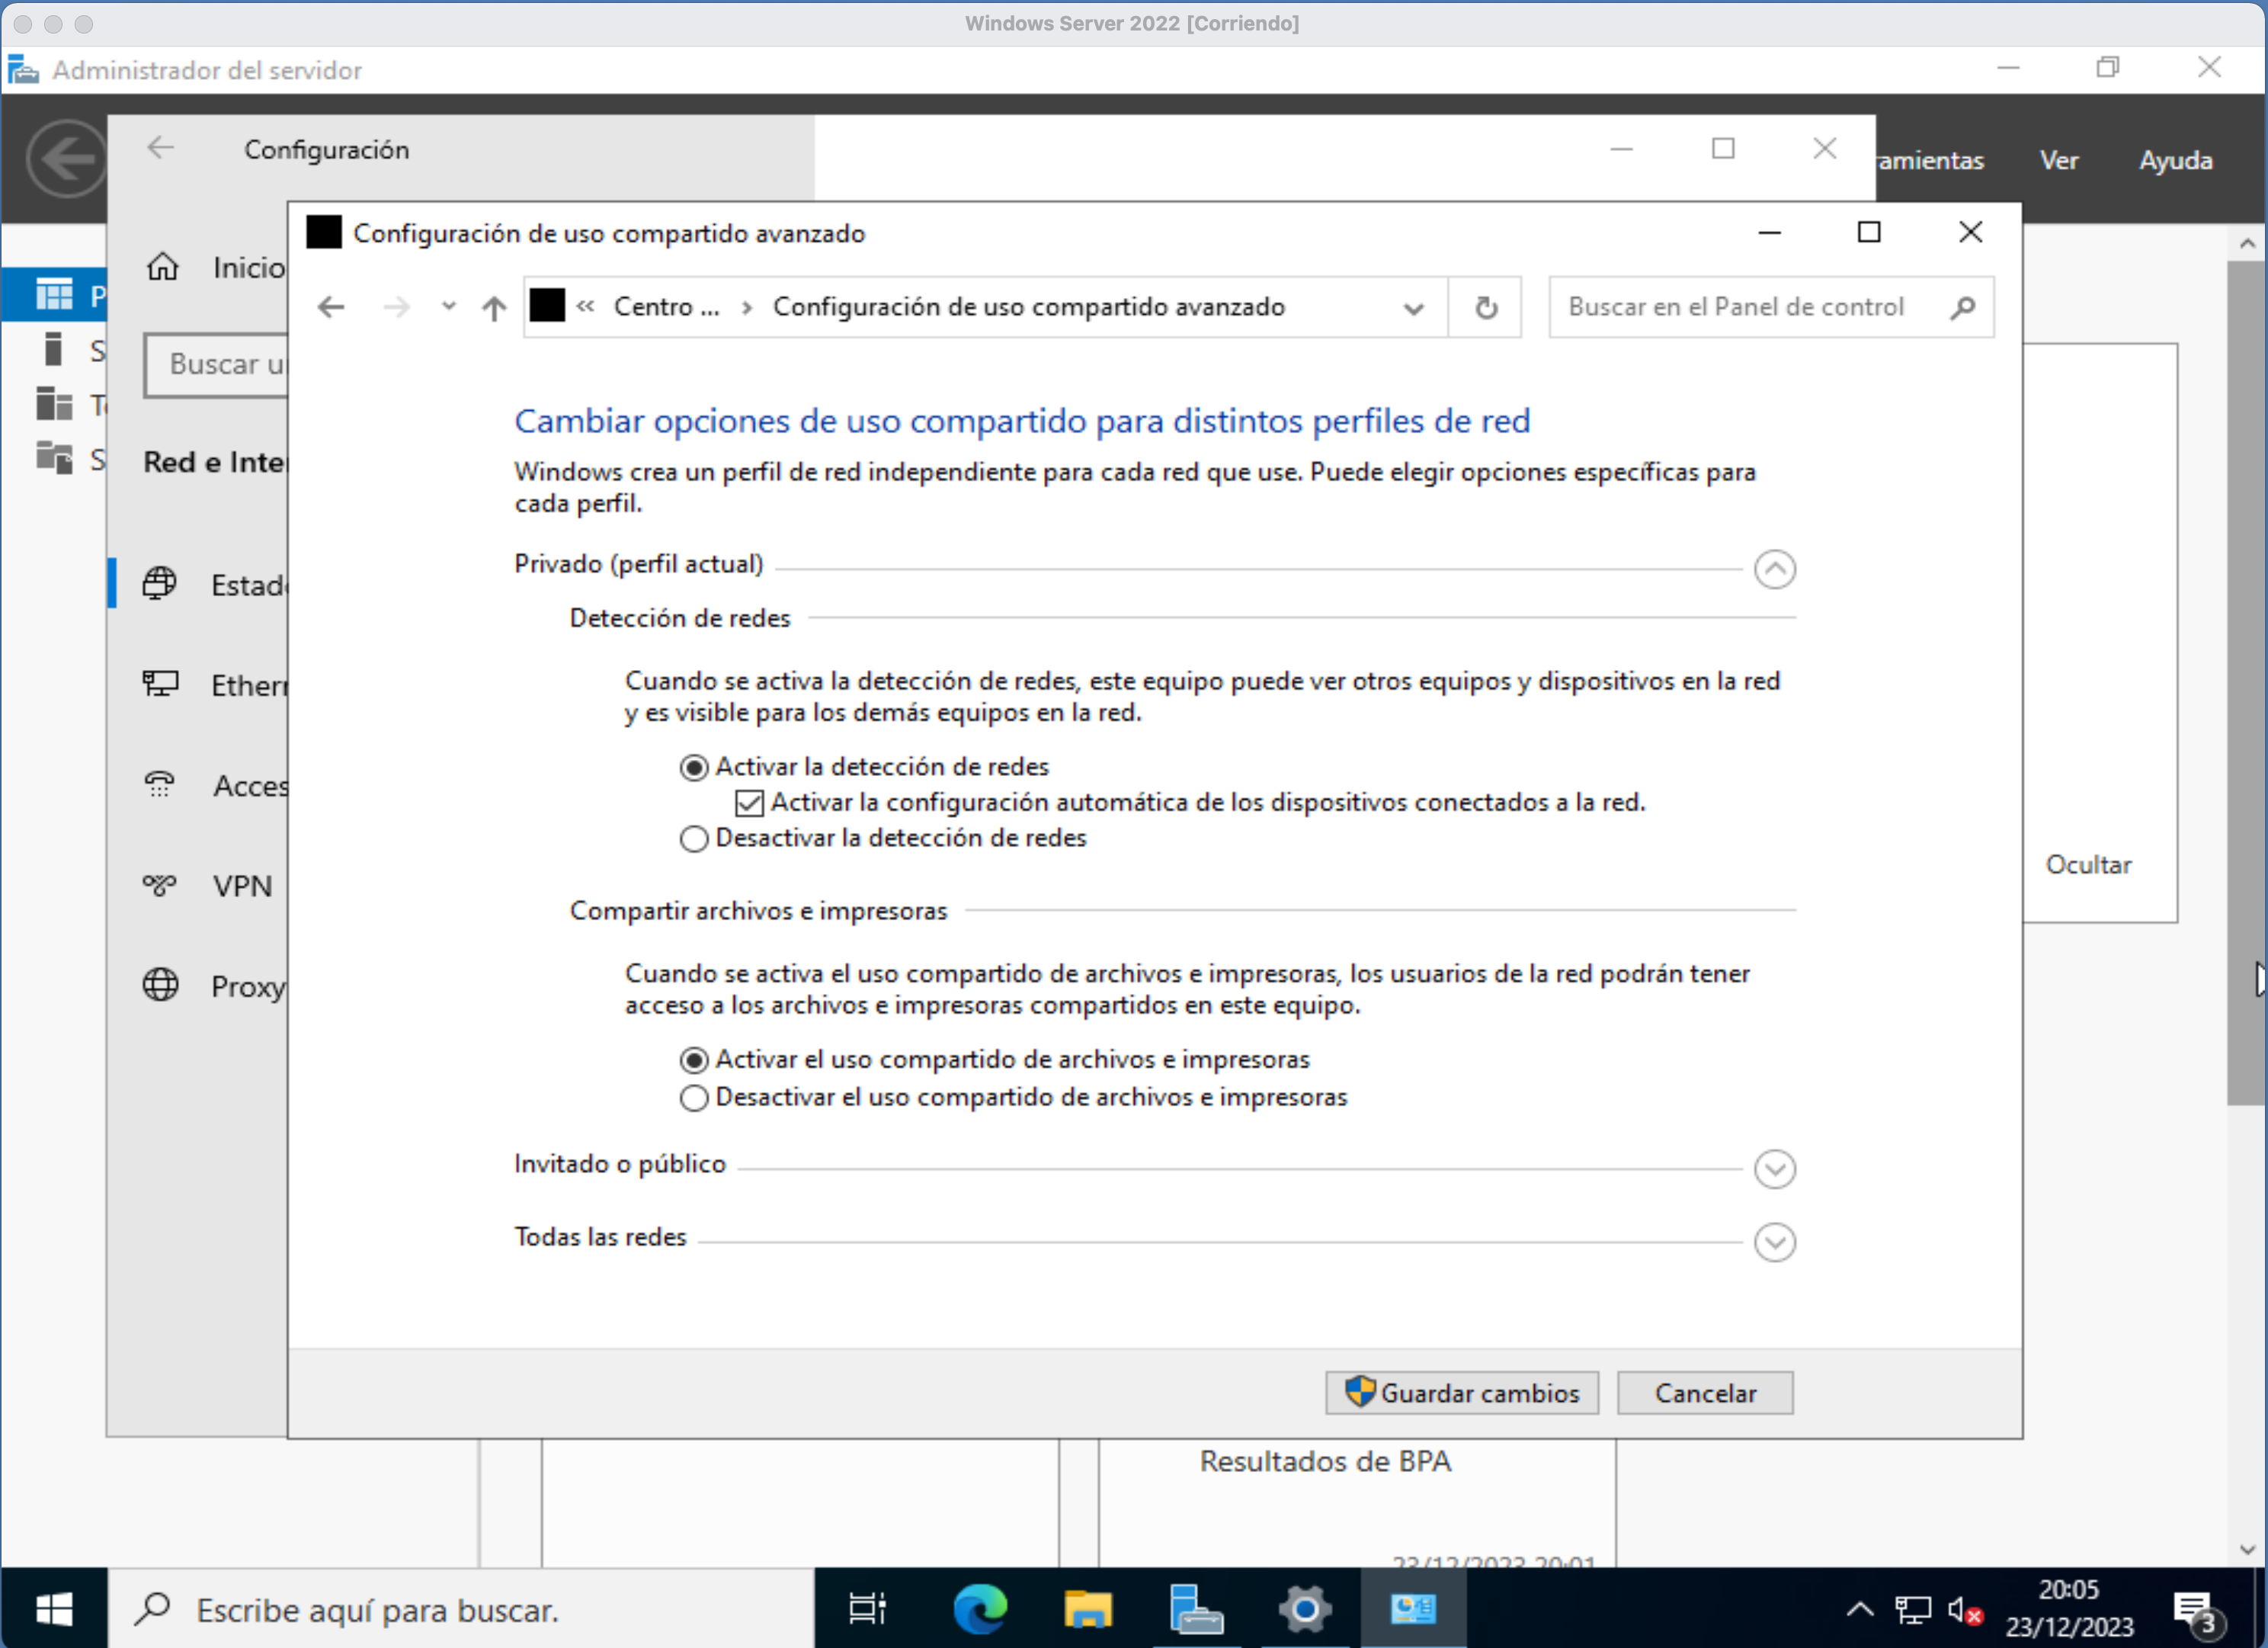 Windows Server 2022 [Corriendo]
Administrador del servidor
Configuración
Ver
Ayuda
Configuración de uso compartido avanzado
Inicio
Centro ...
Configuración de uso compartido avanzado
Buscar en el Panel de control
P
S
S
Buscar
Red e
Cambiar opciones de uso compartido para distintos perfiles de red
Windows crea un perfil de red independiente para cada red que use. Puede elegir opciones específicas para
cada perfil.
Privado (perfil actual)
Detección de redes
Cuando se activa la detección de redes, este equipo puede ver otros equipos y dispositivos en la red
y es visible para los demás equipos en la red.
Activar la detección de redes
Activar la configuración automática de los dispositivos conectados a la red.
Desactivar la detección de redes
VPN
Ocultar
Compartir archivos e impresoras
Cuando se activa el uso compartido de archivos e impresoras, los usuarios de la red podrán tener
acceso a los archivos e impresoras compartidos en este equipo.
Proxy
Activar el uso compartido de archivos e impresoras
Desactivar el uso compartido de archivos e impresoras
Invitado o público
Todas las redes
Guardar cambios
Cancelar
Resultados de BPA
23/12/2023 20:01
Escribe aquí para buscar.
20:05
23/12/2023
3